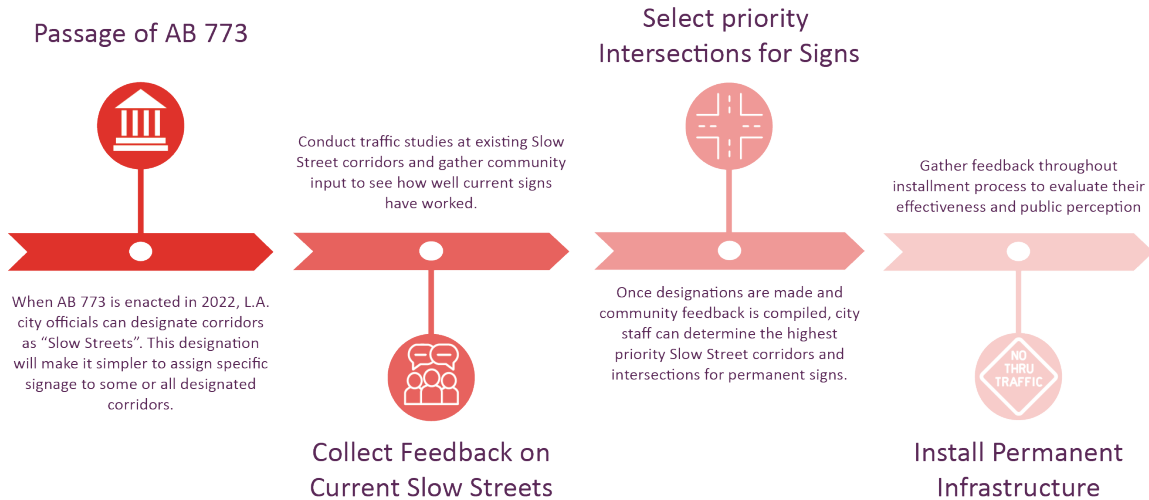 Passage of AB 773
When AB 773 is enacted in 2022, L.A.
city officials can designate corridors
as “Slow Streets”. This designation
will make it simpler to assign specific
signage to some or all designated
corridors.
Conduct traffic studies at existing Slow
Street corridors and gather community
input to see how well current signs
have worked.
Collect Feedback on
Current Slow Streets
Select priority
Intersections for Signs
Once designations are made and
community feedback is compiled, city
staff can determine the highest
priority Slow Street corridors and
intersections for permanent signs.
Gather feedback throughout
installment process to evaluate their
effectiveness and public perception
NO
THRU
TRAFFIC
Install Permanent
Infrastructure